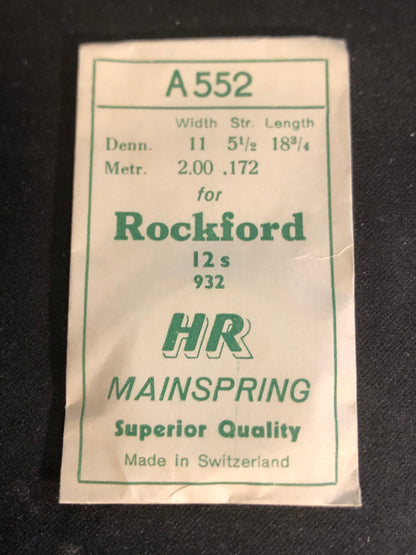 A552
Width Str. Length
Denn. 11 5½ 18¾
Metr. 2.00 .172
for
Rockford
12 s
932
HR
MAINSPRING
Superior Quality
Made in Switzerland